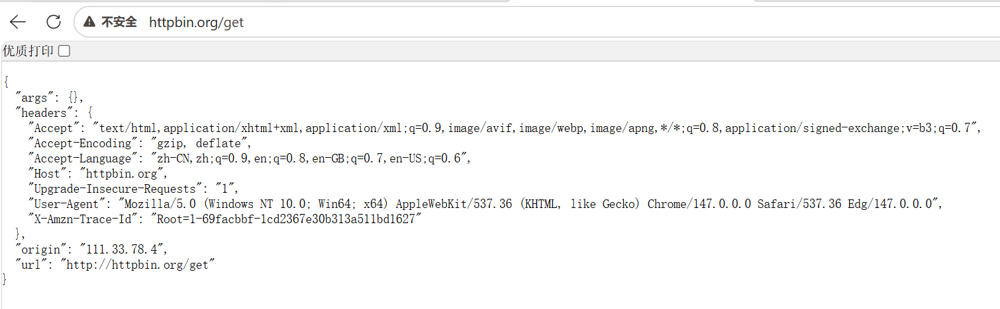 不安全 httpbin.org/get
优质打印
{
  "args": {},
  "headers": {
    "Accept": "text/html,application/xhtml+xml,application/xml;q=0.9,image/avif,image/webp,image/apng,*/*;q=0.8,application/signed-exchange;v=b3;q=0.7",
    "Accept-Encoding": "gzip, deflate",
    "Accept-Language": "zh-CN,zh;q=0.9,en;q=0.8,en-GB;q=0.7,en-US;q=0.6",
    "Host": "httpbin.org",
    "Upgrade-Insecure-Requests": "1",
    "User-Agent": "Mozilla/5.0 (Windows NT 10.0; Win64; x64) AppleWebKit/537.36 (KHTML, like Gecko) Chrome/147.0.0.0 Safari/537.36 Edg/147.0.0.0",
    "X-Amzn-Trace-Id": "Root=1-69facbbf-1cd2367e30b313a511bd1627"
  },
  "origin": "111.33.78.4",
  "url": "http://httpbin.org/get"
}